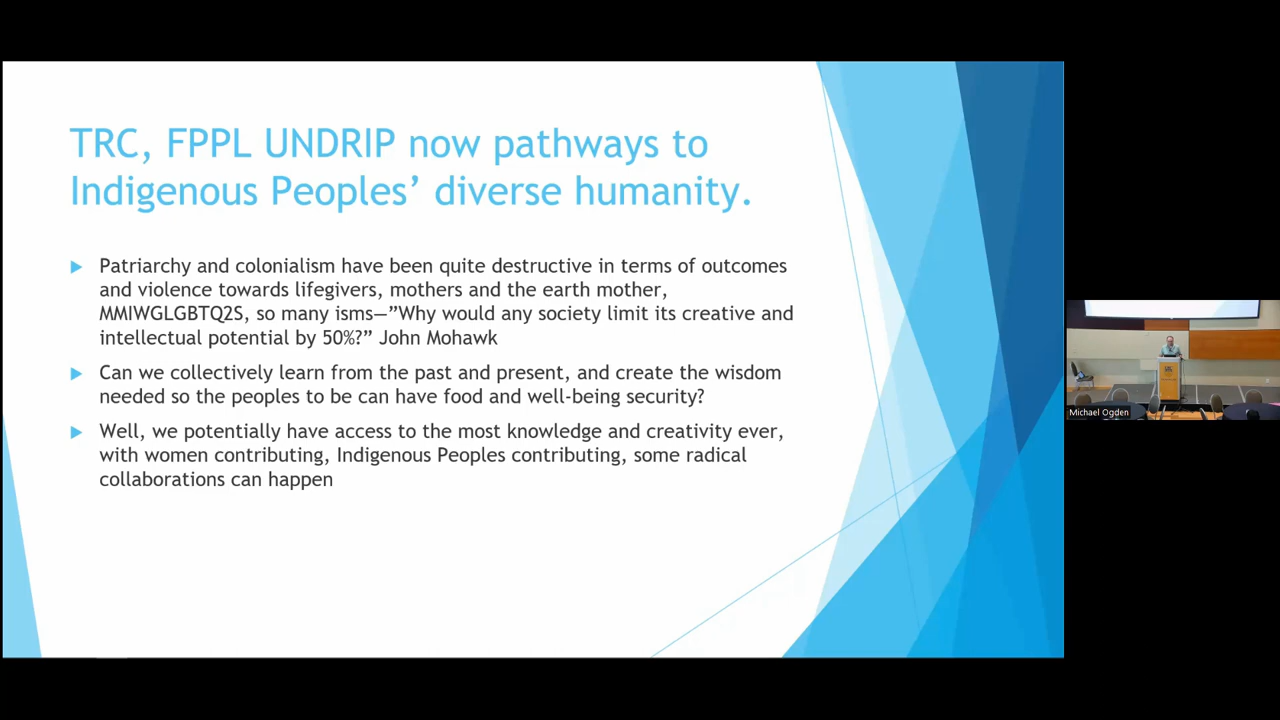 TRC, FPPL UNDRIP now pathways to
Indigenous Peoples’ diverse humanity.
Patriarchy and colonialism have been quite destructive in terms of outcomes
and violence towards lifegivers, mothers and the earth mother,
MMIWGLGBTQ2S, so many isms—”Why would any society limit its creative and
intellectual potential by 50%?” John Mohawk
Can we collectively learn from the past and present, and create the wisdom
needed so the peoples to be can have food and well-being security?
Well, we potentially have access to the most knowledge and creativity ever,
with women contributing, Indigenous Peoples contributing, some radical
collaborations can happen
Michael Ogden